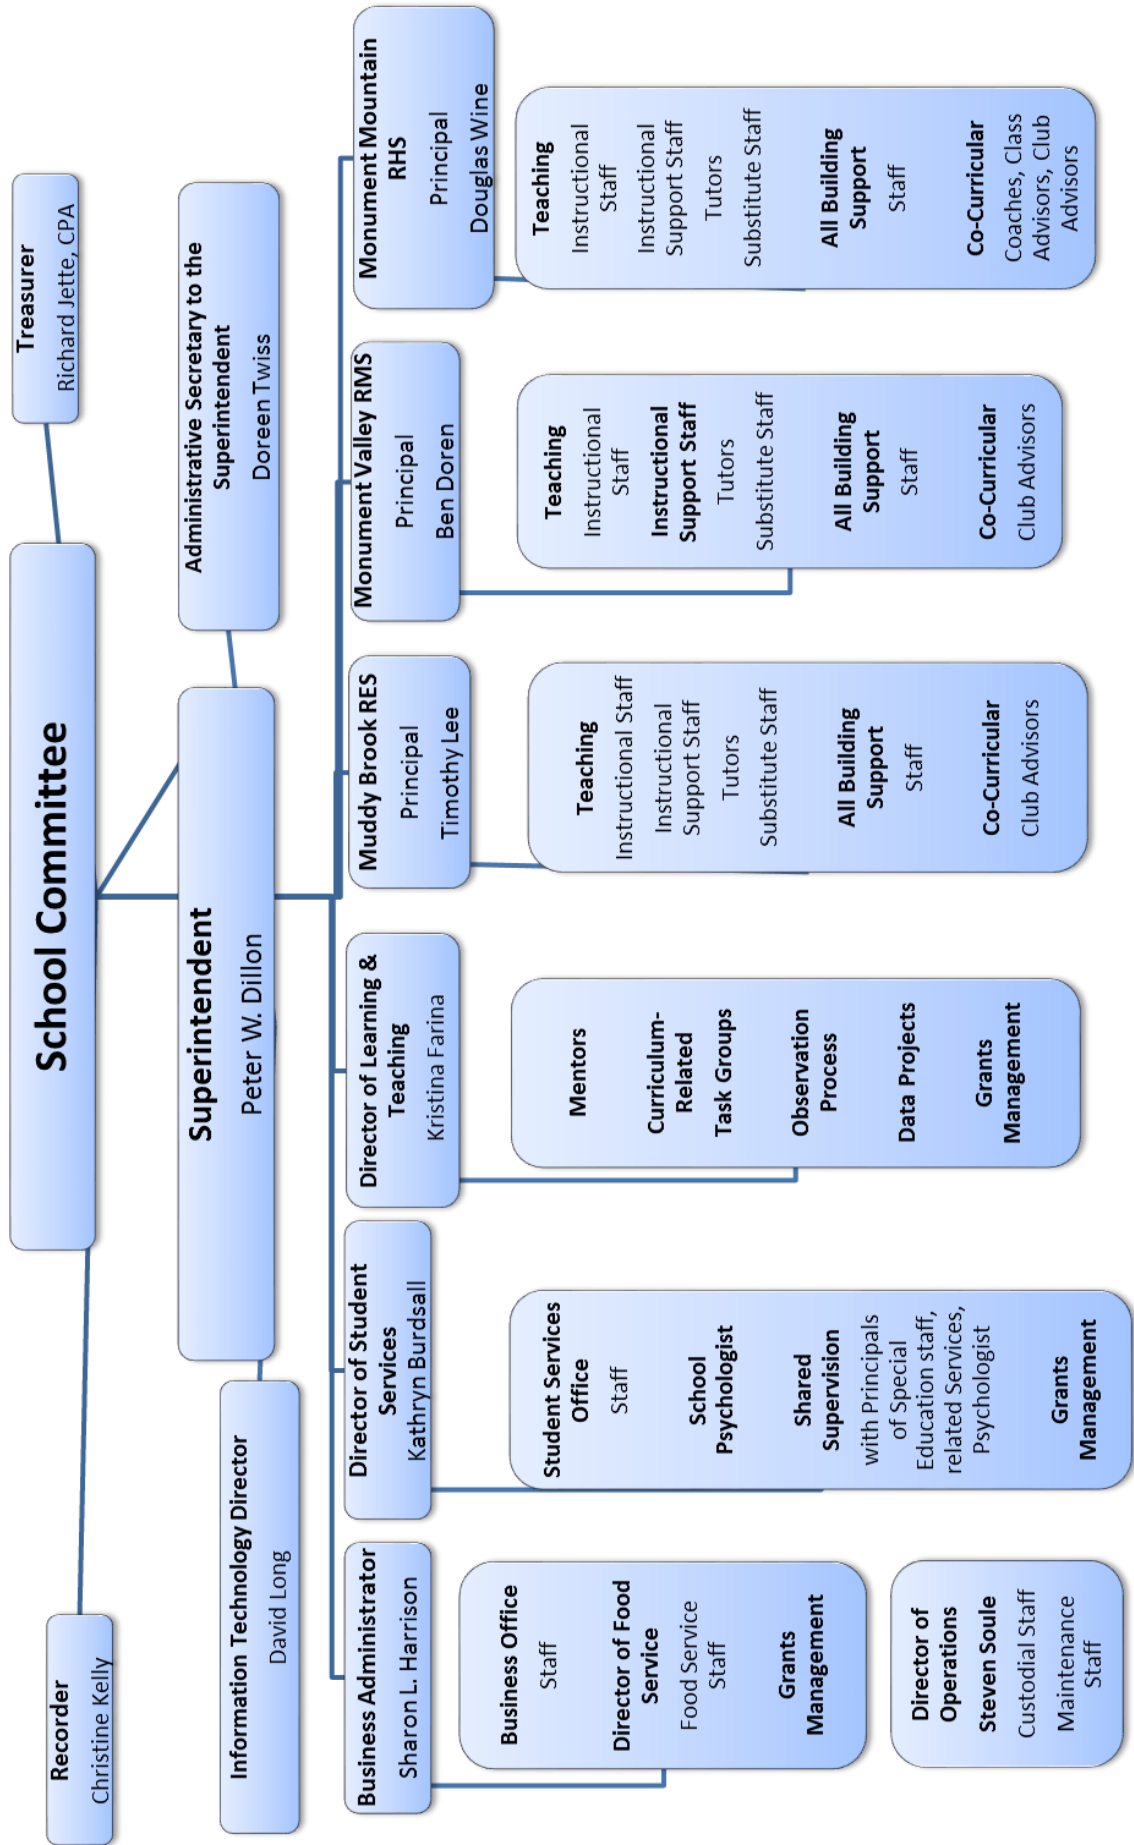 School Committee
Recorder
Christine Kelly
Treasurer
Richard Jette, CPA
Superintendent
Peter W. Dillon
Information Technology Director
David Long
Administrative Secretary to the
Superintendent
Doreen Twiss
Business Administrator
Sharon L. Harrison
Business Office
Staff
Director of Food
Service
Food Service
Staff
Grants
Management
Director of
Operations
Steven Soule
Custodial Staff
Maintenance
Staff
Director of Student
Services
Kathryn Burdsall
Student Services
Office
Staff
School
Psychologist
Shared
Supervision
with Principals
of Special
Education staff,
related Services,
Psychologist
Grants
Management
Director of Learning &
Teaching
Kristina Farina
Mentors
Curriculum-
Related
Task Groups
Observation
Process
Data Projects
Grants
Management
Muddy Brook RES
Principal
Timothy Lee
Teaching
Instructional Staff
Instructional
Support Staff
Tutors
Substitute Staff
All Building
Support
Staff
Co-Curricular
Club Advisors
Monument Valley RMS
Principal
Ben Doren
Teaching
Instructional
Staff
Instructional
Support Staff
Tutors
Substitute Staff
All Building
Support
Staff
Co-Curricular
Club Advisors
Monument Mountain
RHS
Principal
Douglas Wine
Teaching
Instructional
Staff
Instructional
Support Staff
Tutors
Substitute Staff
All Building
Support
Staff
Co-Curricular
Coaches, Class
Advisors, Club
Advisors